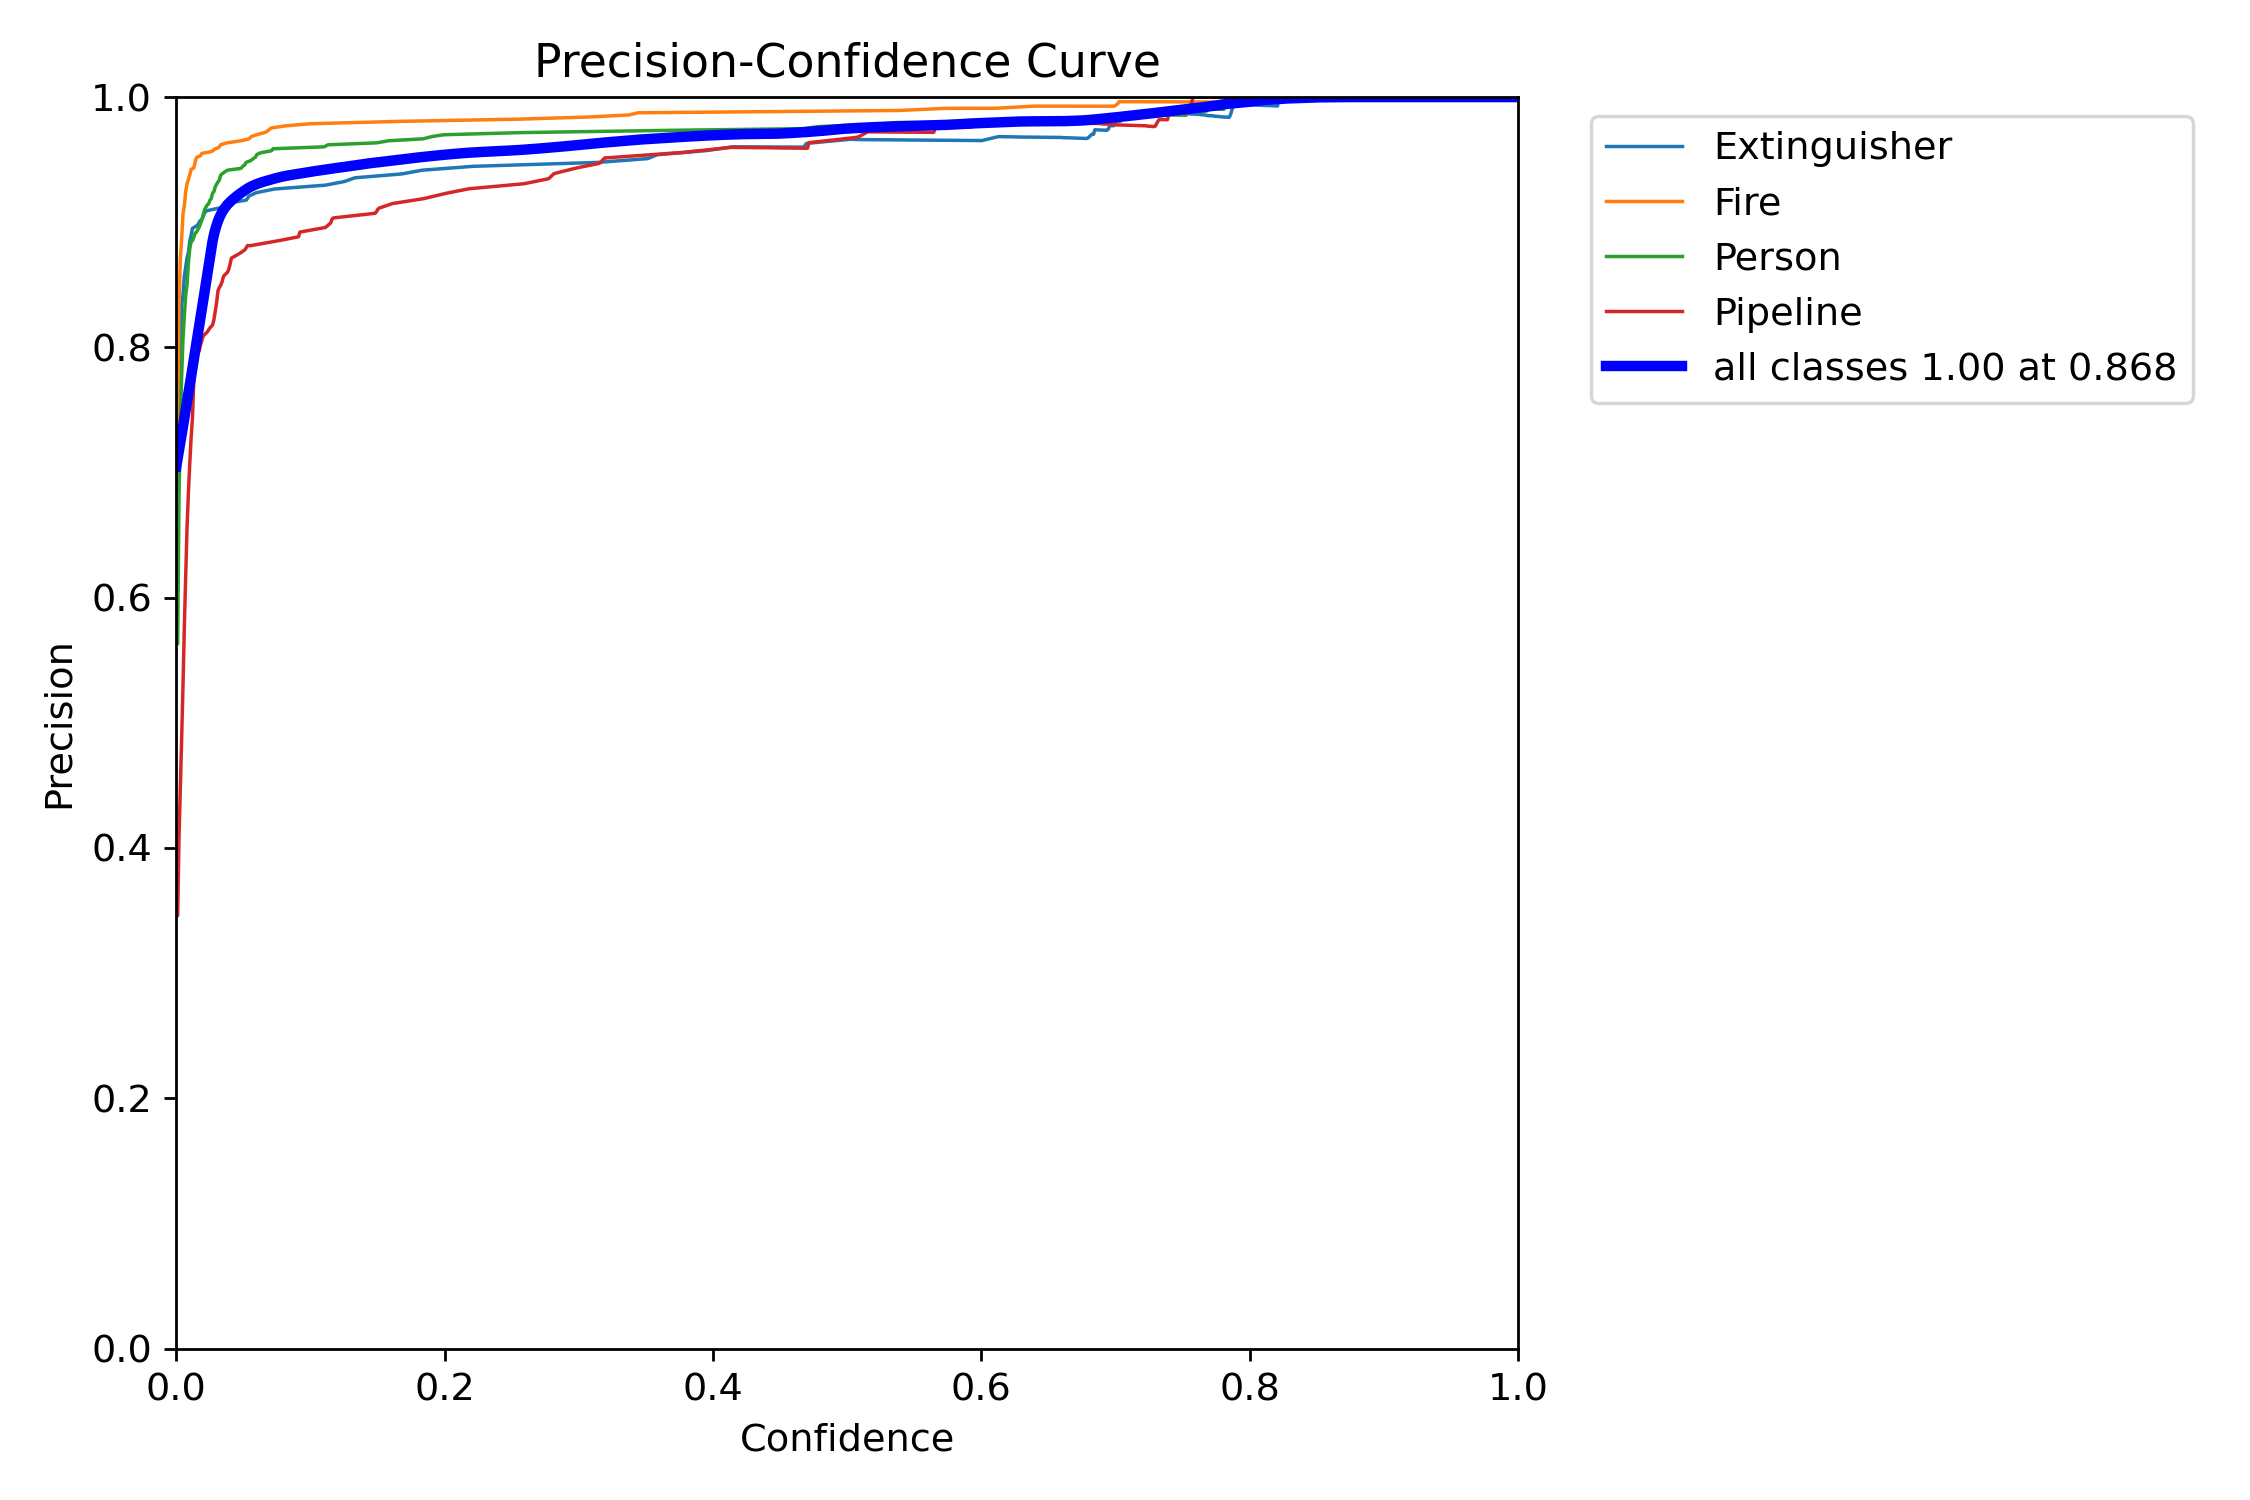 Precision-Confidence Curve
1.0
0.8
0.6
0.4
0.2
0.0
Precision
0.0 0.2 0.4 0.6 0.8 1.0
Confidence
Extinguisher
Fire
Person
Pipeline
all classes 1.00 at 0.868